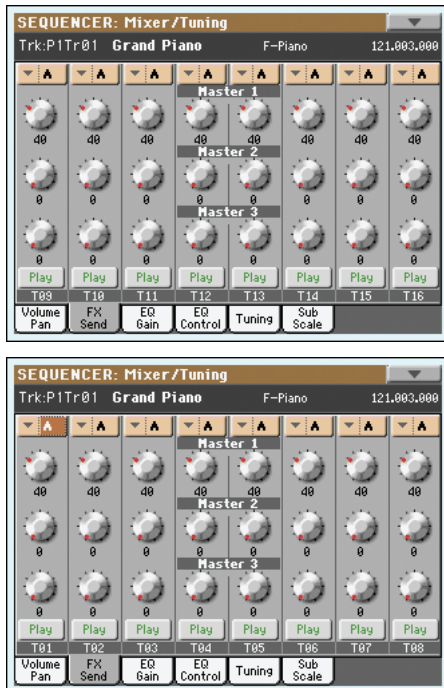 SEQUENCER: Mixer/Tuning
Trk:P1Tr01 Grand Piano F-Piano 121.003.000
A A A A A A A A
Master 1
40 40 40 40 40 40 40 40
Master 2
0 0 0 0 0 0 0 0
Master 3
0 0 0 0 0 0 0 0
Play Play Play Play Play Play Play Play
T09 T10 T11 T12 T13 T14 T15 T16
Volume Pan FX Send EQ Gain EQ Control Tuning Sub Scale
SEQUENCER: Mixer/Tuning
Trk:P1Tr01 Grand Piano F-Piano 121.003.000
A A A A A A A A
Master 1
40 40 40 40 40 40 40 40
Master 2
0 0 0 0 0 0 0 0
Master 3
0 0 0 0 0 0 0 0
Play Play Play Play Play Play Play Play
T01 T02 T03 T04 T05 T06 T07 T08
Volume Pan FX Send EQ Gain EQ Control Tuning Sub Scale